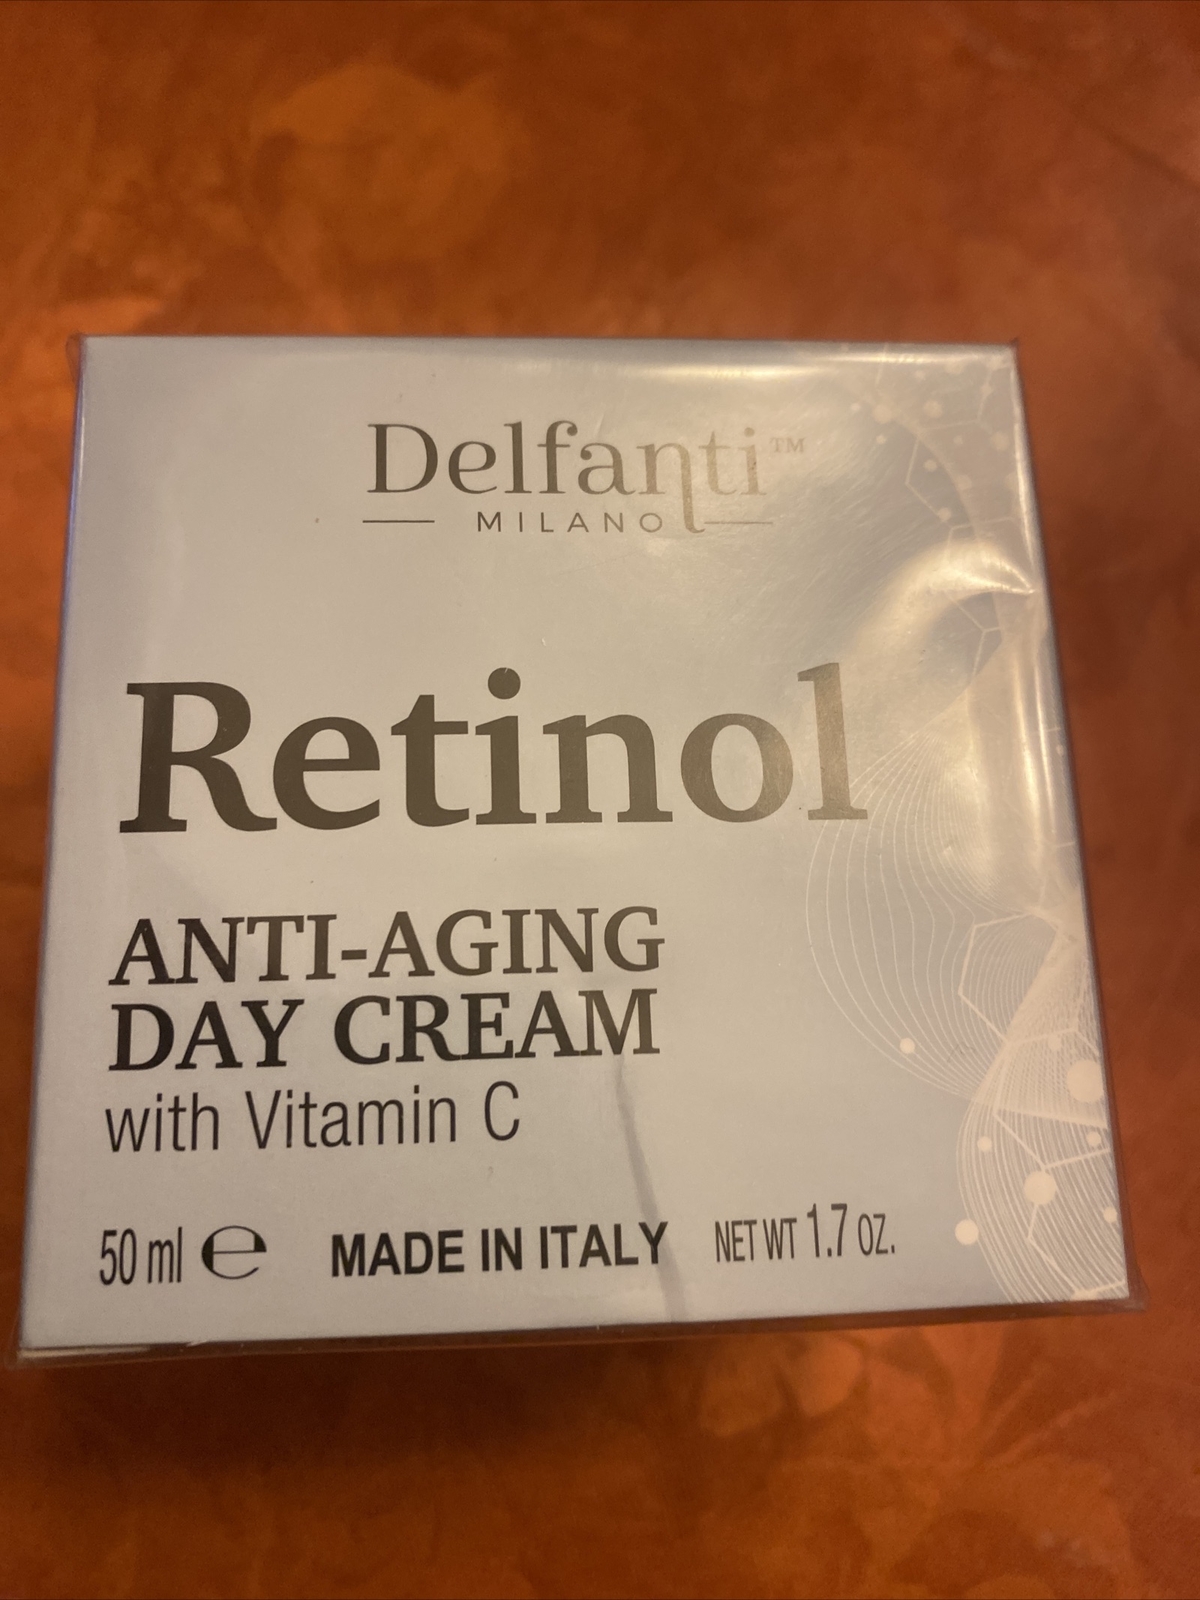 Delfanti™
MILANO
Retinol
ANTI-AGING
DAY CREAM
with Vitamin C
50 ml ℮ MADE IN ITALY NET WT 1.7 OZ.